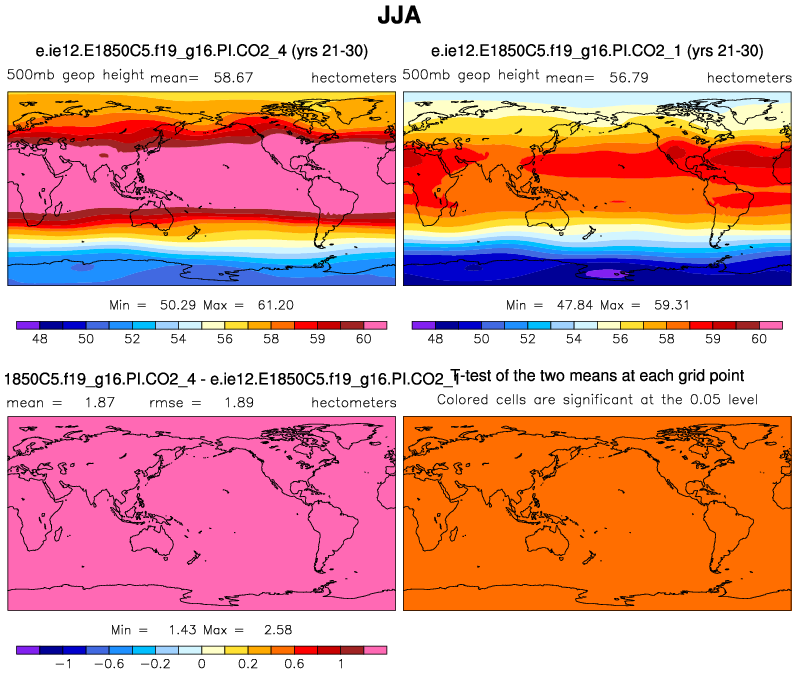 JJA
e.ie12.E1850C5.f19_g16.PI.CO2_4 (yrs 21-30)
500mb geop height mean= 58.67 hectometers
Min = 50.29 Max = 61.20
48 50 52 54 56 58 59 60
e.ie12.E1850C5.f19_g16.PI.CO2_1 (yrs 21-30)
500mb geop height mean= 56.79 hectometers
Min = 47.84 Max = 59.31
48 50 52 54 56 58 59 60
1850C5.f19_g16.PI.CO2_4 - e.ie12.E1850C5.f19_g16.PI.CO2_1
mean = 1.87 rmse = 1.89 hectometers
Min = 1.43 Max = 2.58
-1 -0.6 -0.2 0 0.2 0.6 1
T-test of the two means at each grid point
Colored cells are significant at the 0.05 level